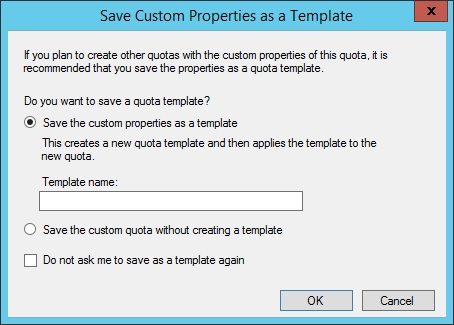 Save Custom Properties as a Template
x
If you plan to create other quotas with the custom properties of this quota, it is
recommended that you save the properties as a quota template.
Do you want to save a quota template?
Save the custom properties as a template
This creates a new quota template and then applies the template to the
new quota.
Template name:
Save the custom quota without creating a template
Do not ask me to save as a template again
OK Cancel